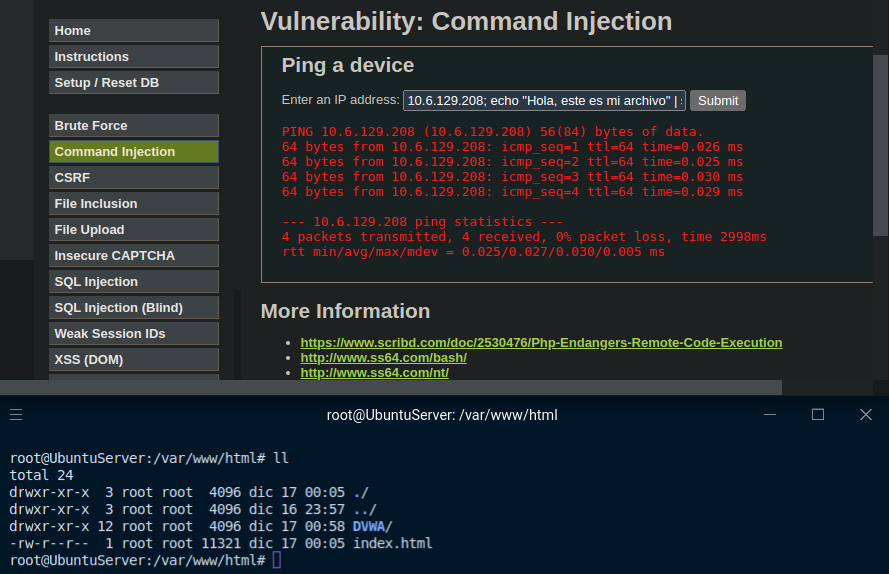 Vulnerability: Command Injection
Home
Instructions
Setup / Reset DB
Brute Force
Command Injection
CSRF
File Inclusion
File Upload
Insecure CAPTCHA
SQL Injection
SQL Injection (Blind)
Weak Session IDs
XSS (DOM)
Ping a device
Enter an IP address: 10.6.129.208; echo "Hola, este es mi archivo" | Submit
PING 10.6.129.208 (10.6.129.208) 56(84) bytes of data.
64 bytes from 10.6.129.208: icmp_seq=1 ttl=64 time=0.026 ms
64 bytes from 10.6.129.208: icmp_seq=2 ttl=64 time=0.025 ms
64 bytes from 10.6.129.208: icmp_seq=3 ttl=64 time=0.030 ms
64 bytes from 10.6.129.208: icmp_seq=4 ttl=64 time=0.029 ms
--- 10.6.129.208 ping statistics ---
4 packets transmitted, 4 received, 0% packet loss, time 2998ms
rtt min/avg/max/mdev = 0.025/0.027/0.030/0.005 ms
More Information
• https://www.scribd.com/doc/2530476/Php-Endangers-Remote-Code-Execution
• http://www.ss64.com/bash/
• http://www.ss64.com/nt/
root@UbuntuServer: /var/www/html
root@UbuntuServer:/var/www/html# ll
total 24
drwxr-xr-x 3 root root 4096 dic 17 00:05 ./
drwxr-xr-x 3 root root 4096 dic 16 23:57 ../
drwxr-xr-x 12 root root 4096 dic 17 00:58 DVWA/
-rw-r--r-- 1 root root 11321 dic 17 00:05 index.html
root@UbuntuServer:/var/www/html#